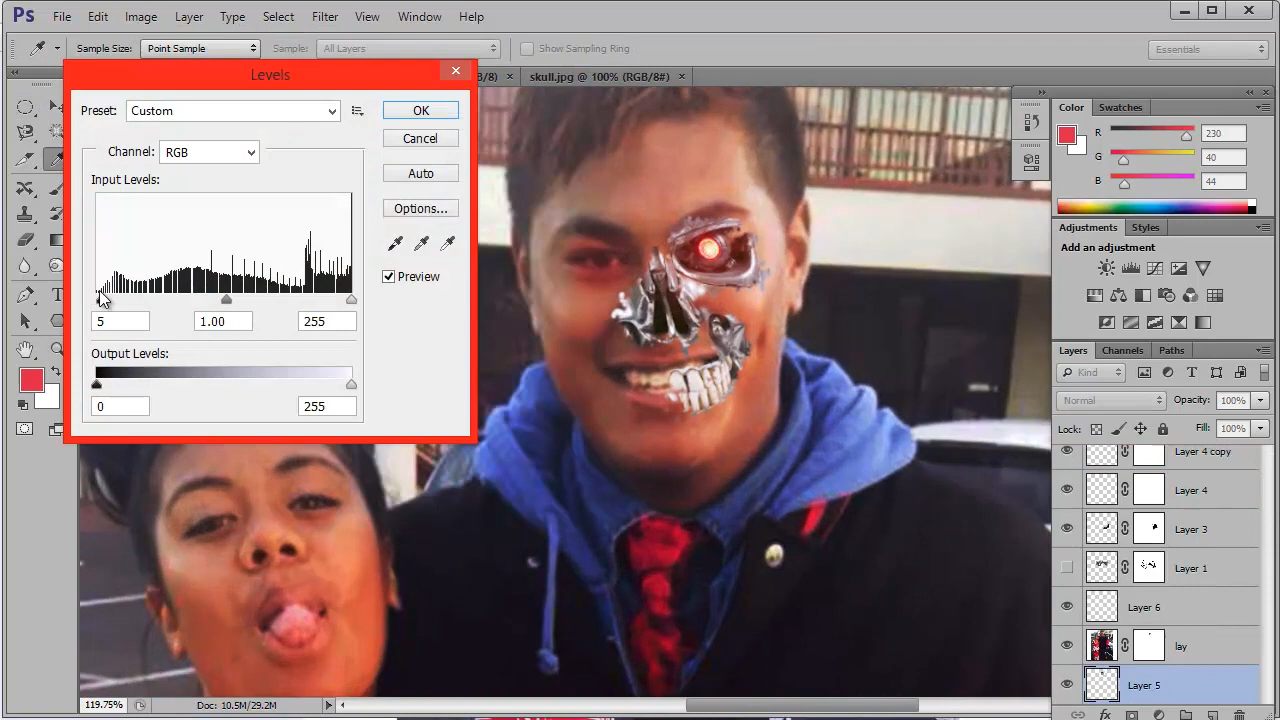 Ps File Edit Image Layer Type Select Filter View Window Help
Sample Size: Point Sample Sample: All Layers Show Sampling Ring Essentials
B/8) × skull.jpg @ 100% (RGB/8#) ×
Levels
Preset: Custom
OK
Cancel
Auto
Options...
Preview
Channel: RGB
Input Levels:
5 1.00 255
Output Levels:
0 255
Color Swatches
R 230
G 40
B 44
Adjustments Styles
Add an adjustment
Layers Channels Paths
Kind
Normal Opacity: 100%
Lock: Fill: 100%
Layer 4 copy
Layer 4
Layer 3
Layer 1
Layer 6
lay
Layer 5
fx
119.75% Doc: 10.5M/29.2M